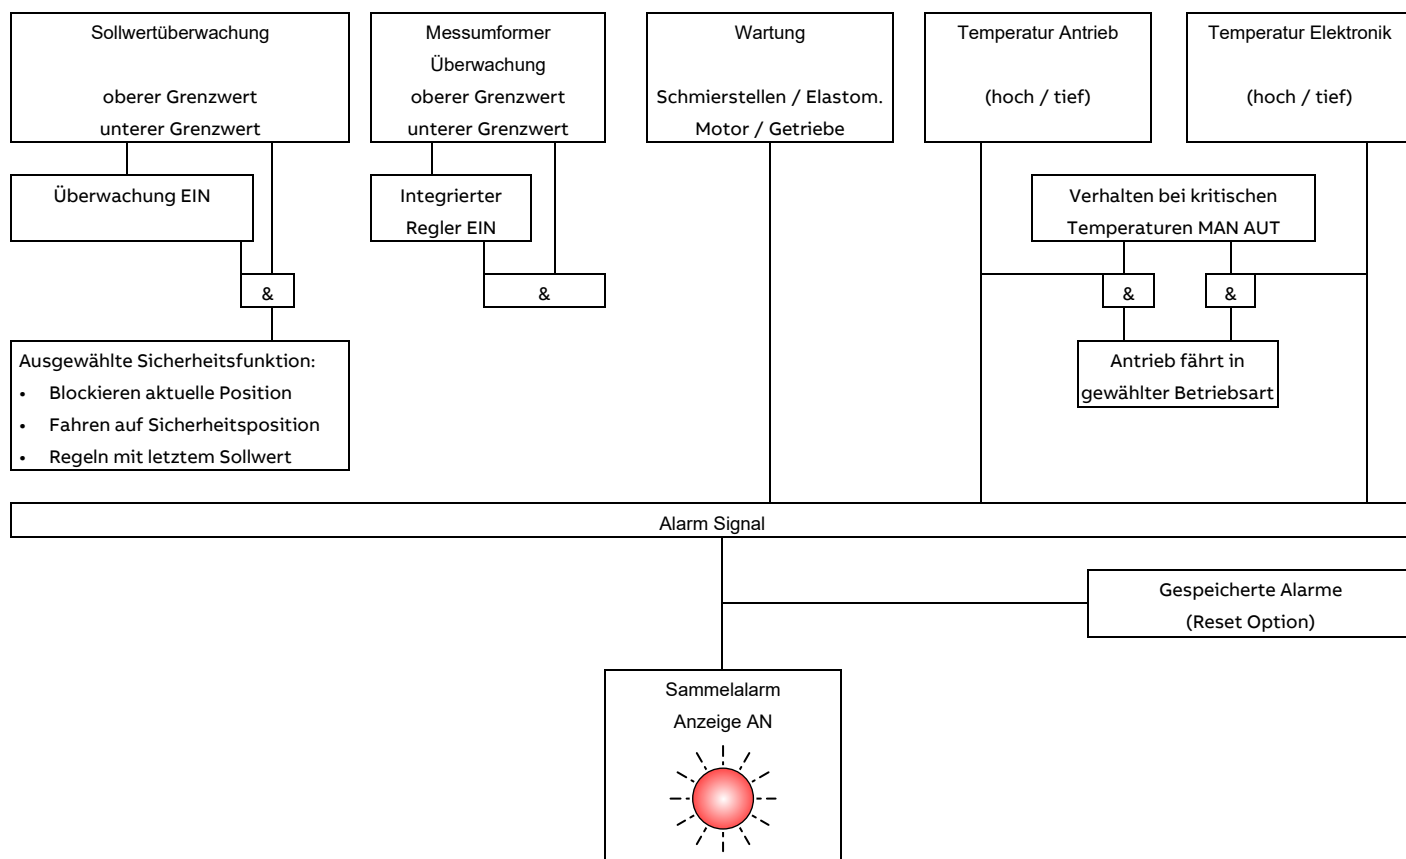 Sollwertüberwachung
oberer Grenzwert
unterer Grenzwert
Messumformer
Überwachung
oberer Grenzwert
unterer Grenzwert
Wartung
Schmierstellen / Elastom.
Motor / Getriebe
Temperatur Antrieb
(hoch / tief)
Temperatur Elektronik
(hoch / tief)
Überwachung EIN
Integrierter
Regler EIN
Verhalten bei kritischen
Temperaturen MAN AUT
&
&
&
&
Ausgewählte Sicherheitsfunktion:
• Blockieren aktuelle Position
• Fahren auf Sicherheitsposition
• Regeln mit letztem Sollwert
Antrieb fährt in
gewählter Betriebsart
Alarm Signal
Gespeicherte Alarme
(Reset Option)
Sammelalarm
Anzeige AN